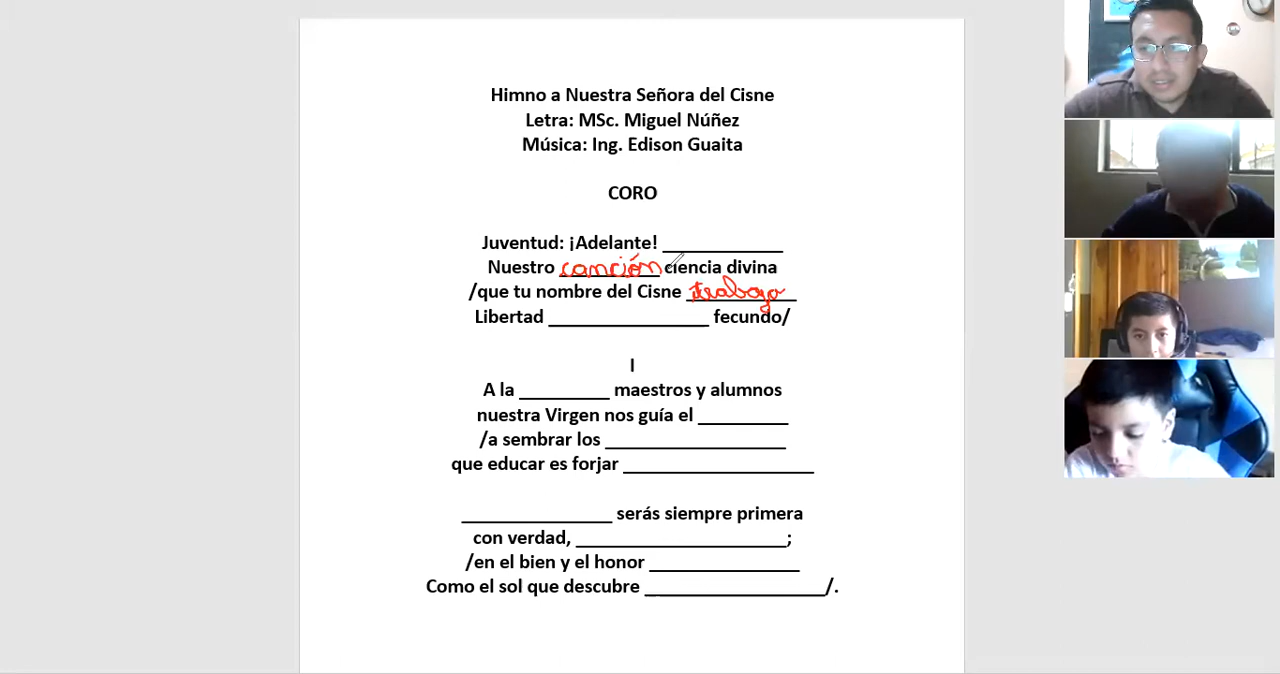 Himno a Nuestra Señora del Cisne
Letra: MSc. Miguel Núñez
Música: Ing. Edison Guaita
CORO
Juventud: ¡Adelante! ____________
Nuestro canción ciencia divina
/que tu nombre del Cisne trabajo
Libertad ________________ fecundo/
I
A la _________ maestros y alumnos
nuestra Virgen nos guía el _________
/a sembrar los __________________
que educar es forjar ___________________
_______________ serás siempre primera
con verdad, _____________________;
/en el bien y el honor _______________
Como el sol que descubre __________________/.